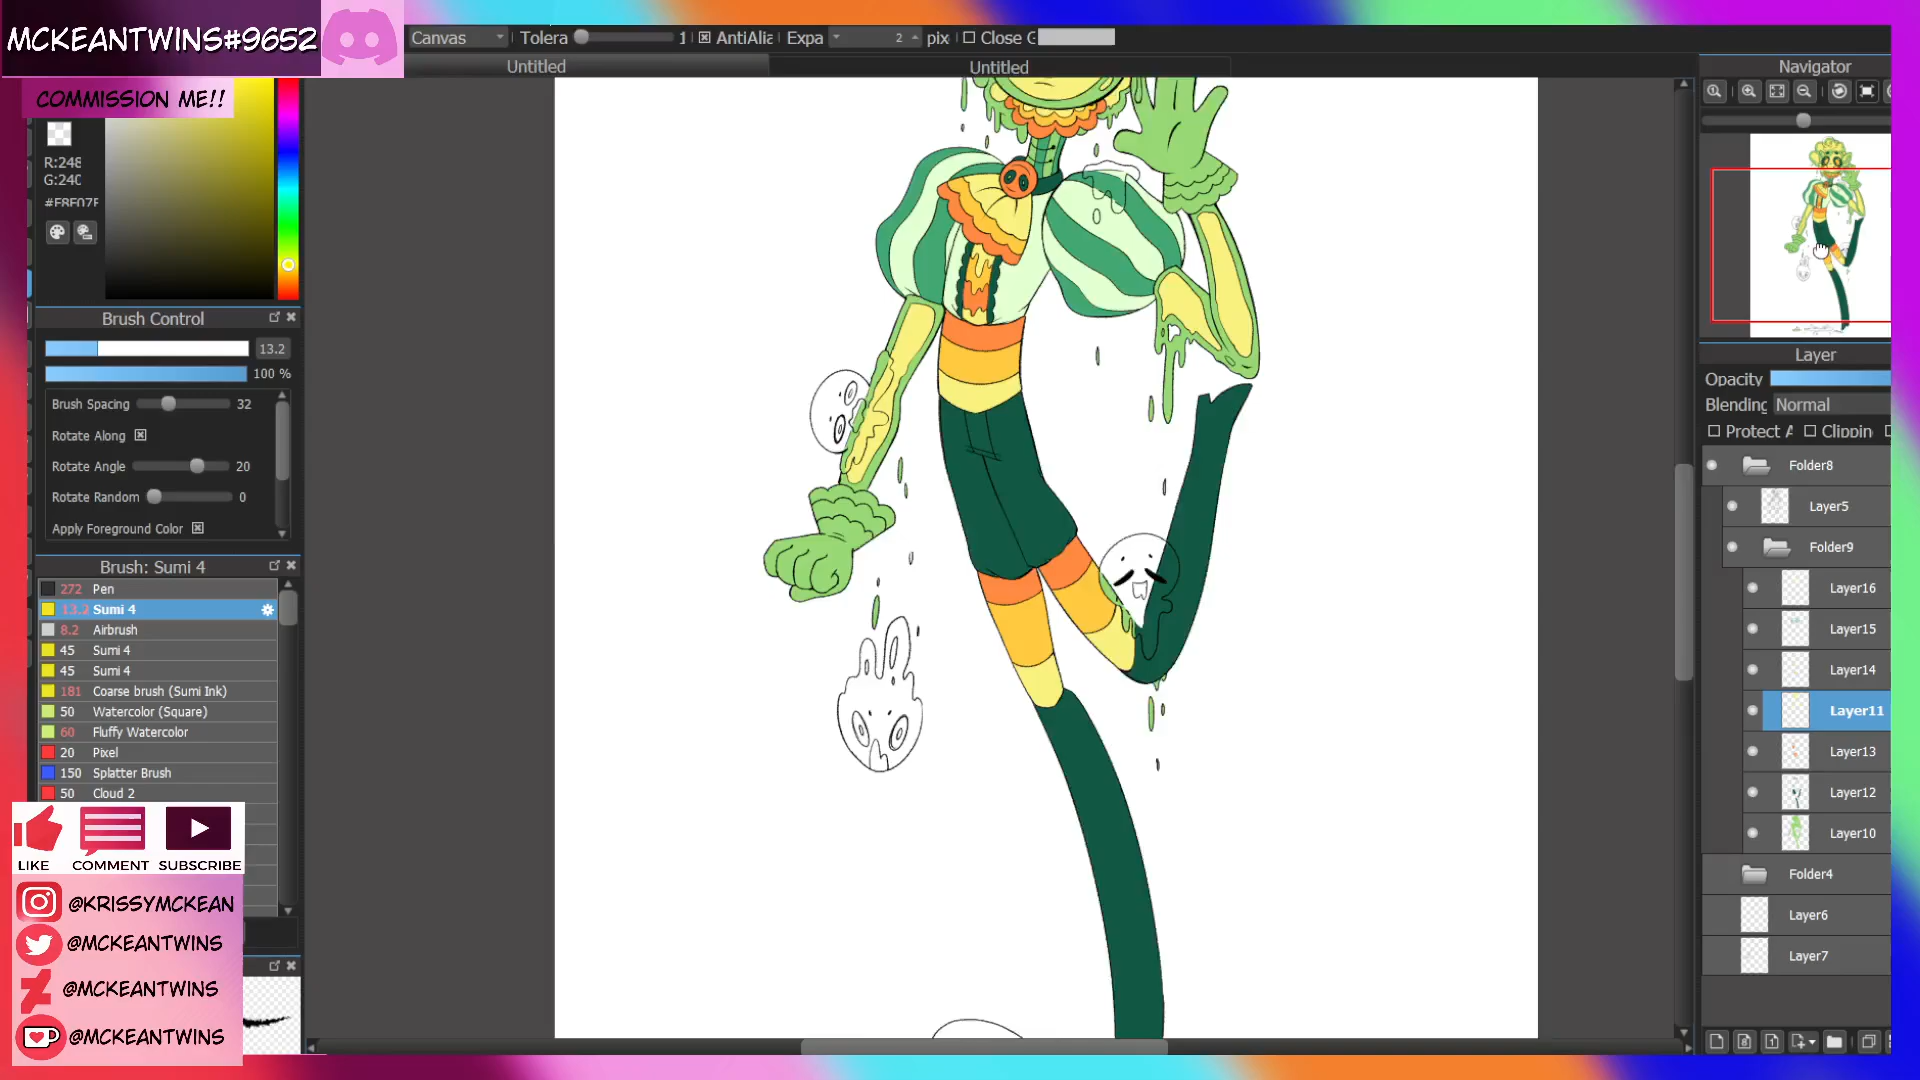 MCKEANTWINS#9652
COMMISSION ME!!
Canvas
Tolera
1
AntiAlia
Expa
2
pix
Close G
Untitled
Untitled
R:248
G:240
#F8F07F
Brush Control
13.2
100 %
Brush Spacing 32
Rotate Along
Rotate Angle 20
Rotate Random 0
Apply Foreground Color
Brush: Sumi 4
272 Pen
13.2 Sumi 4
8.2 Airbrush
45 Sumi 4
45 Sumi 4
181 Coarse brush (Sumi Ink)
50 Watercolor (Square)
60 Fluffy Watercolor
20 Pixel
150 Splatter Brush
50 Cloud 2
LIKE
COMMENT
SUBSCRIBE
@KRISSYMCKEAN
@MCKEANTWINS
@MCKEANTWINS
@MCKEANTWINS
Navigator
Layer
Opacity
Blending Normal
Protect A
Clippin
Folder8
Layer5
Folder9
Layer16
Layer15
Layer14
Layer11
Layer13
Layer12
Layer10
Folder4
Layer6
Layer7